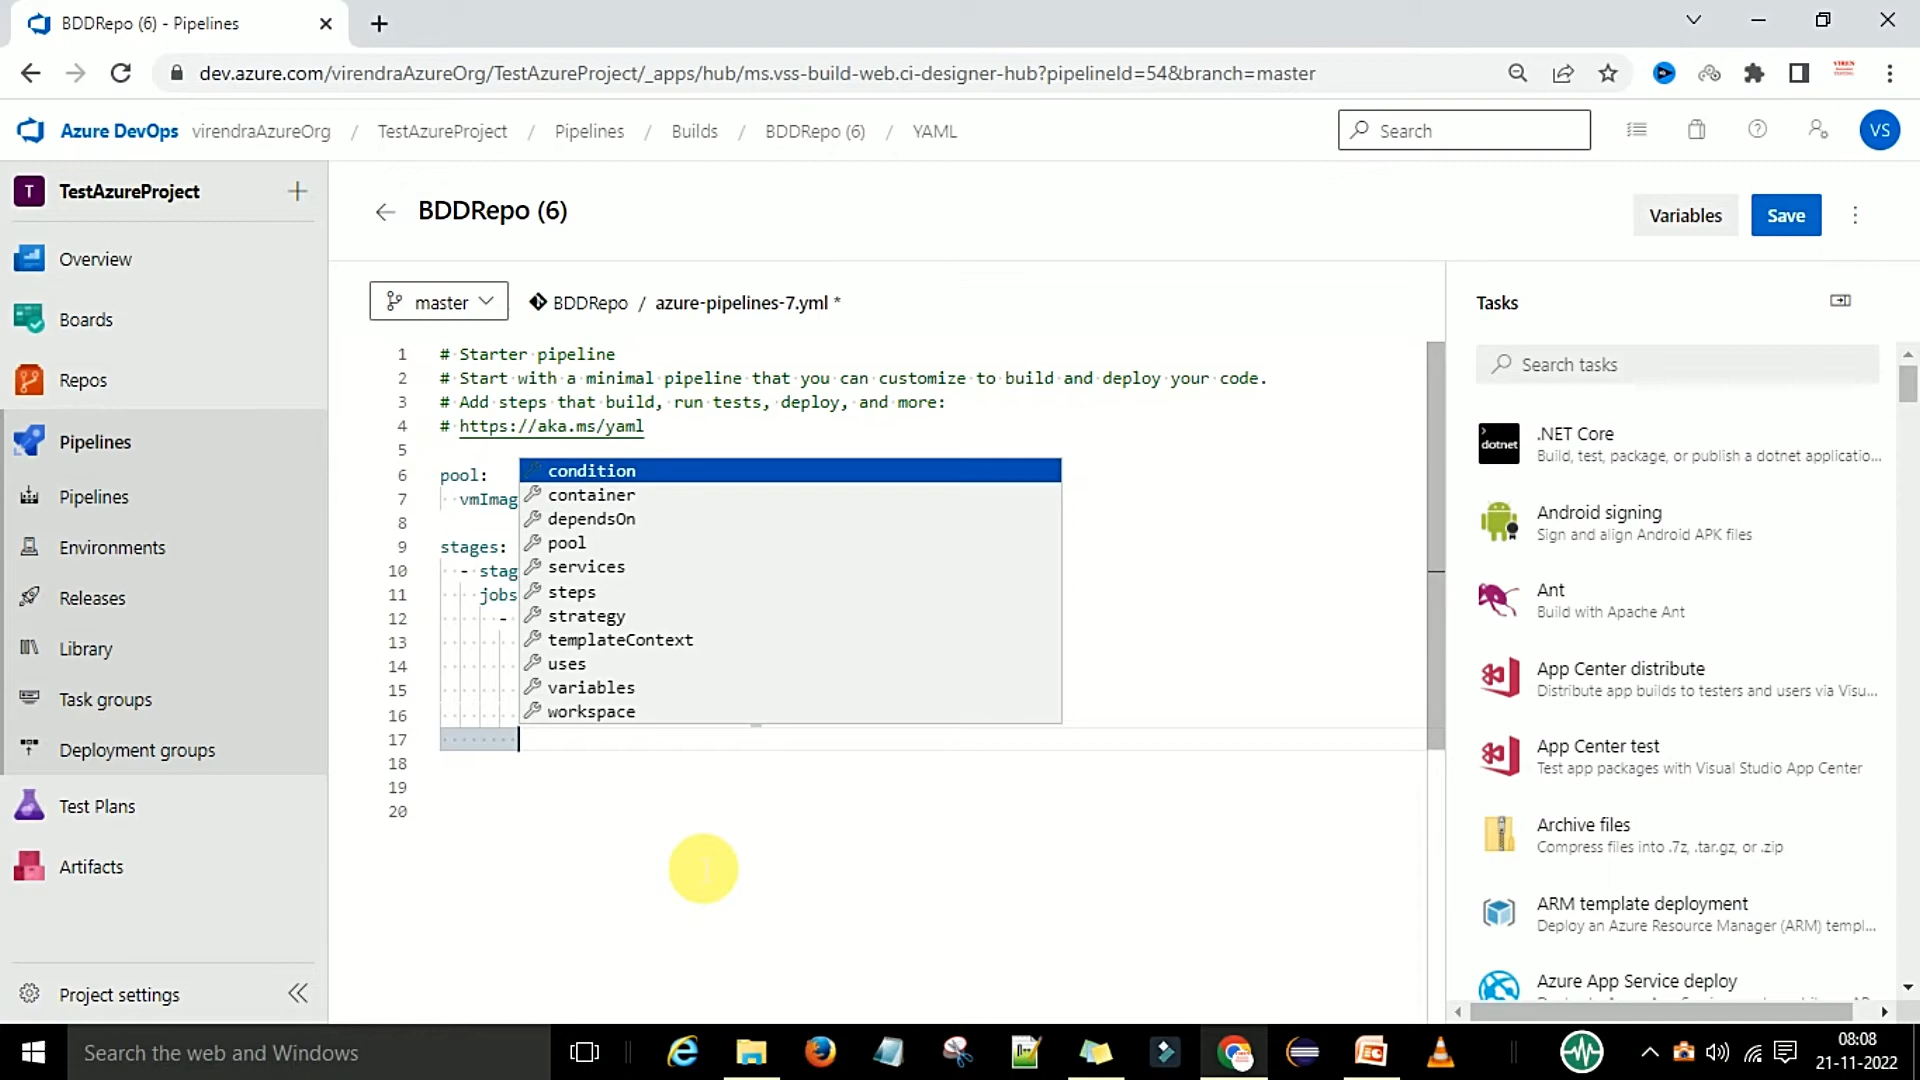 BDDRepo (6) - Pipelines
dev.azure.com/virendraAzureOrg/TestAzureProject/_apps/hub/ms.vss-build-web.ci-designer-hub?pipelineId=54&branch=master
Azure DevOps virendraAzureOrg / TestAzureProject / Pipelines / Builds / BDDRepo (6) / YAML
Search
VS
T TestAzureProject
Overview
Boards
Repos
Pipelines
Pipelines
Environments
Releases
Library
Task groups
Deployment groups
Test Plans
Artifacts
Project settings
BDDRepo (6)
Variables
Save
master
BDDRepo / azure-pipelines-7.yml *
1 # Starter pipeline
2 # Start with a minimal pipeline that you can customize to build and deploy your code.
3 # Add steps that build, run tests, deploy, and more:
4 # https://aka.ms/yaml
5
6 pool:
7 vmImag
8
9 stages:
10 - stag
11 jobs
12 -
13
14
15
16
17
18
19
20
condition
container
dependsOn
pool
services
steps
strategy
templateContext
uses
variables
workspace
Tasks
Search tasks
dotnet
.NET Core
Build, test, package, or publish a dotnet applicatio...
Android signing
Sign and align Android APK files
Ant
Build with Apache Ant
App Center distribute
Distribute app builds to testers and users via Visu...
App Center test
Test app packages with Visual Studio App Center
Archive files
Compress files into .7z, .tar.gz, or .zip
ARM template deployment
Deploy an Azure Resource Manager (ARM) templ...
Azure App Service deploy
Search the web and Windows
08:08
21-11-2022